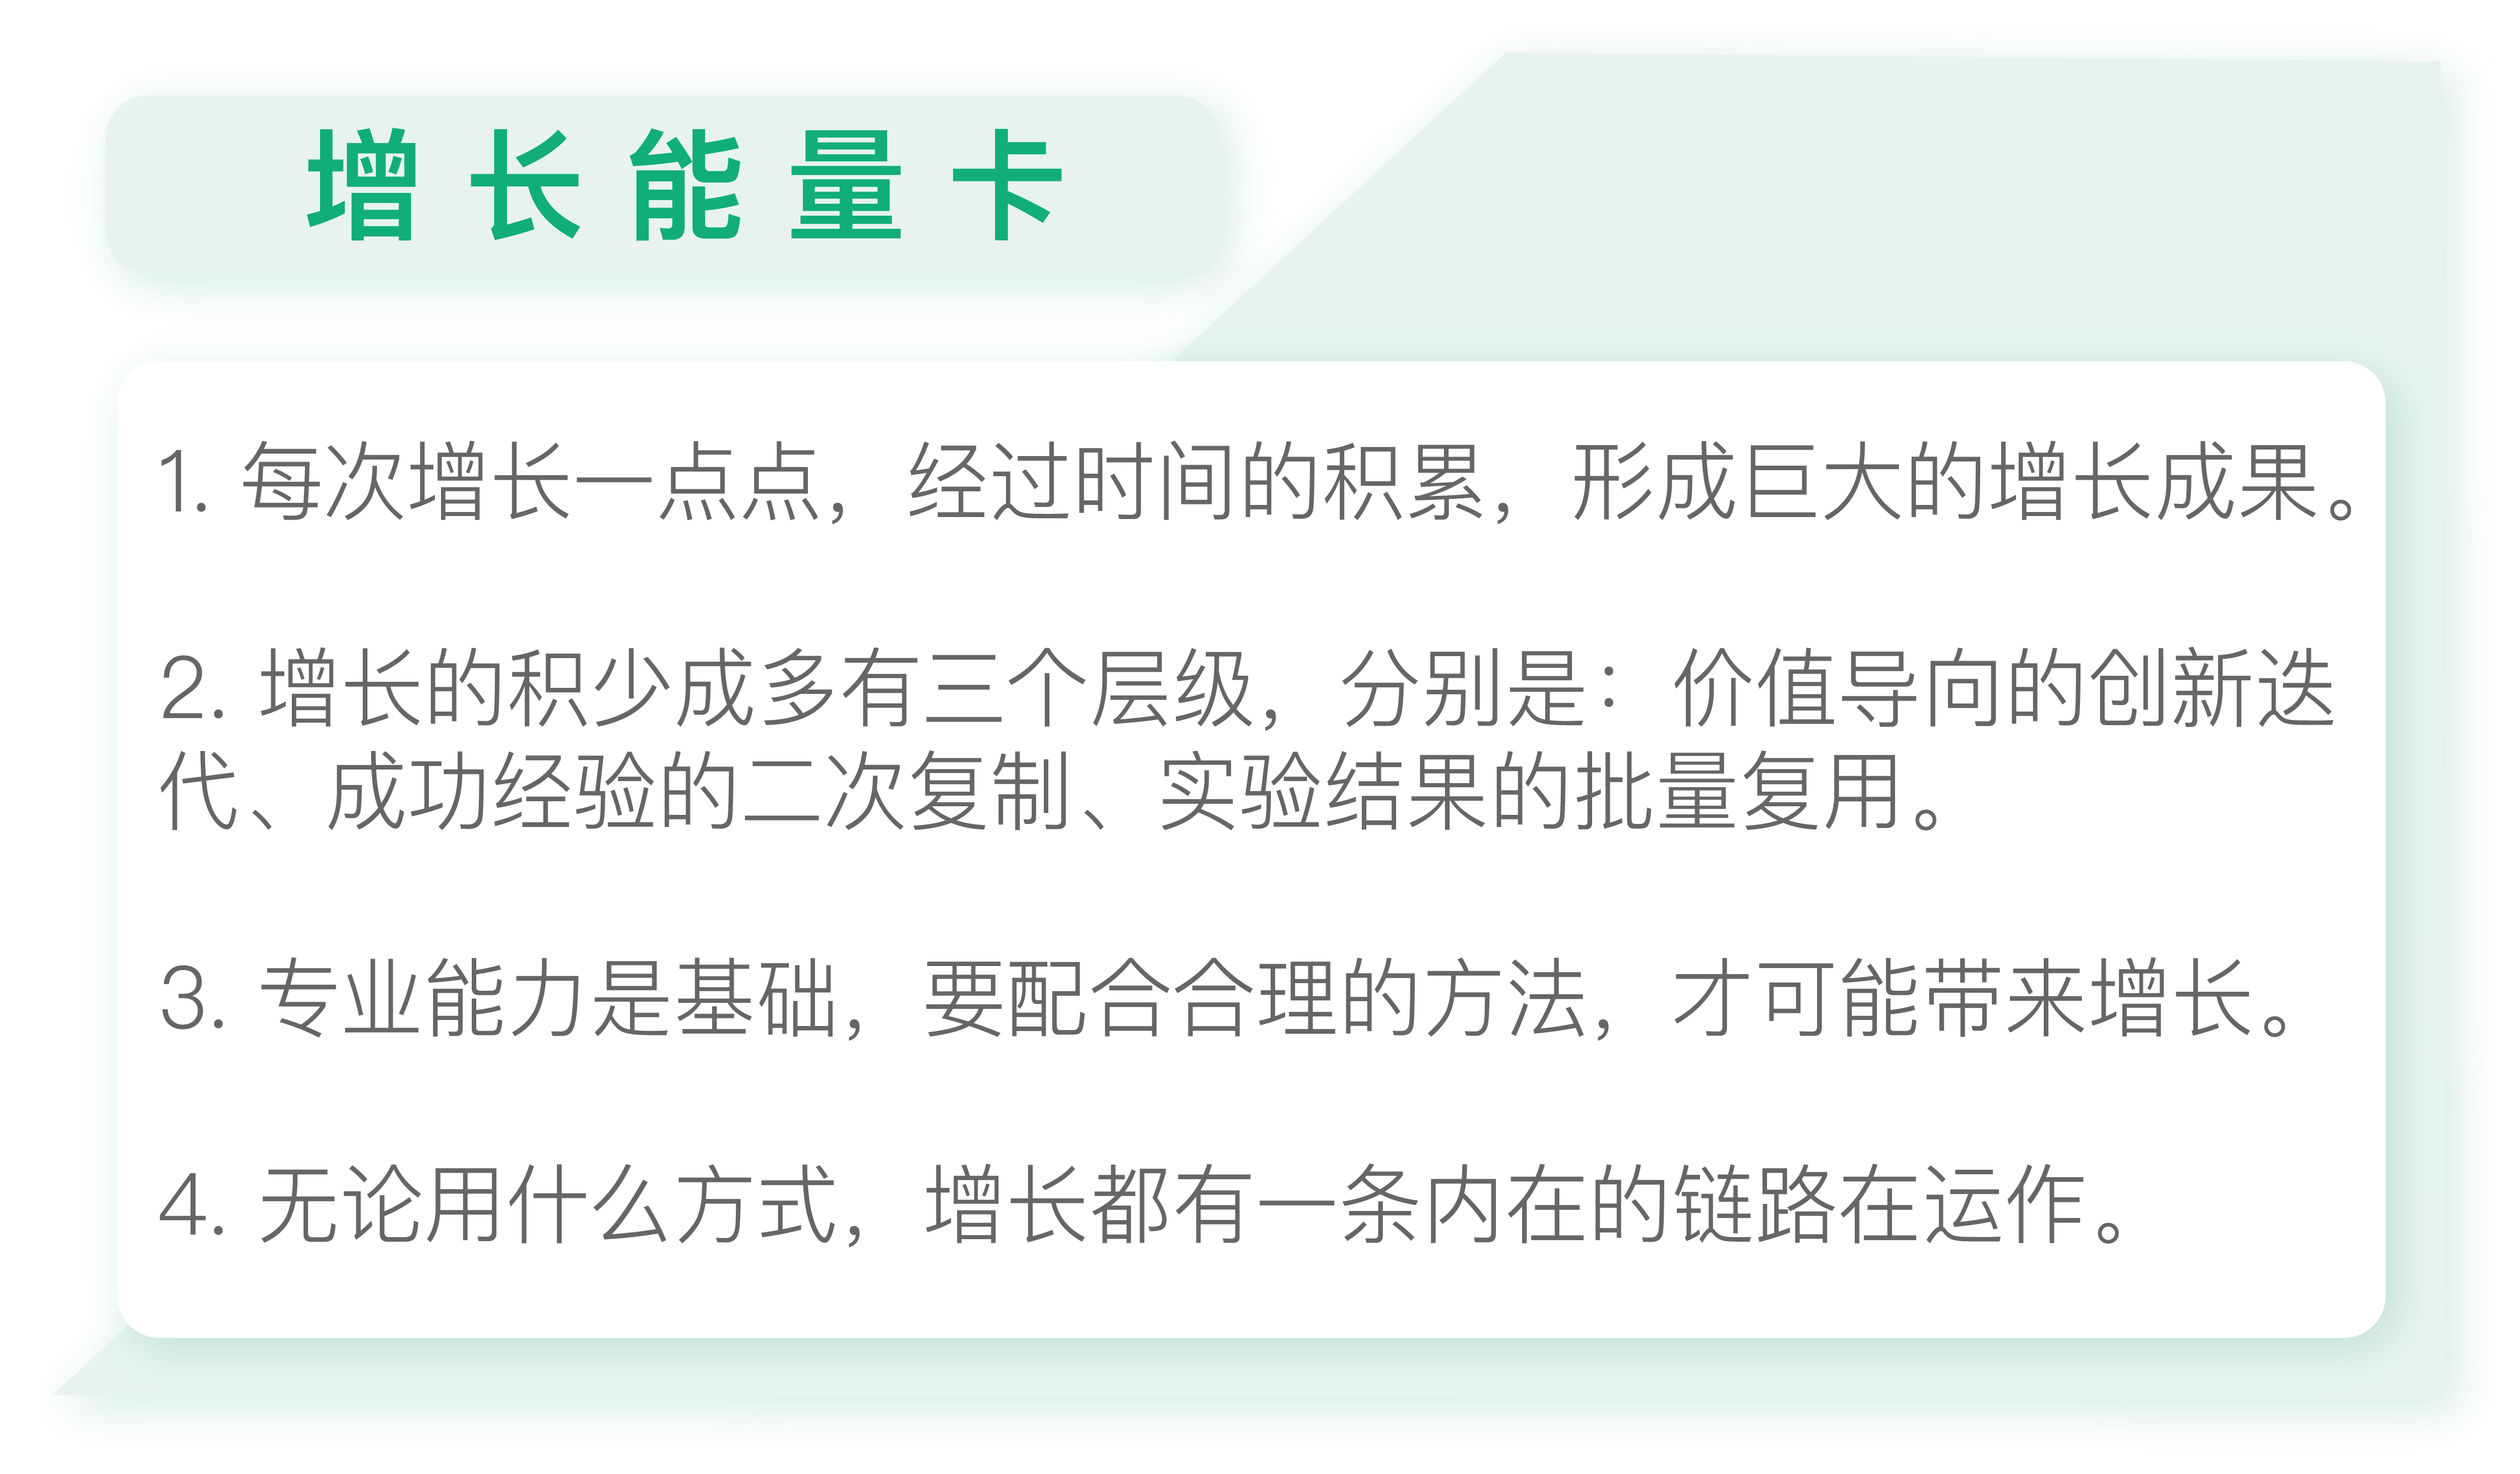 增长能量卡
1. 每次增长一点点，经过时间的积累，形成巨大的增长成果。
2. 增长的积少成多有三个层级，分别是：价值导向的创新迭
代、成功经验的二次复制、实验结果的批量复用。
3. 专业能力是基础，要配合合理的方法，才可能带来增长。
4. 无论用什么方式，增长都有一条内在的链路在运作。